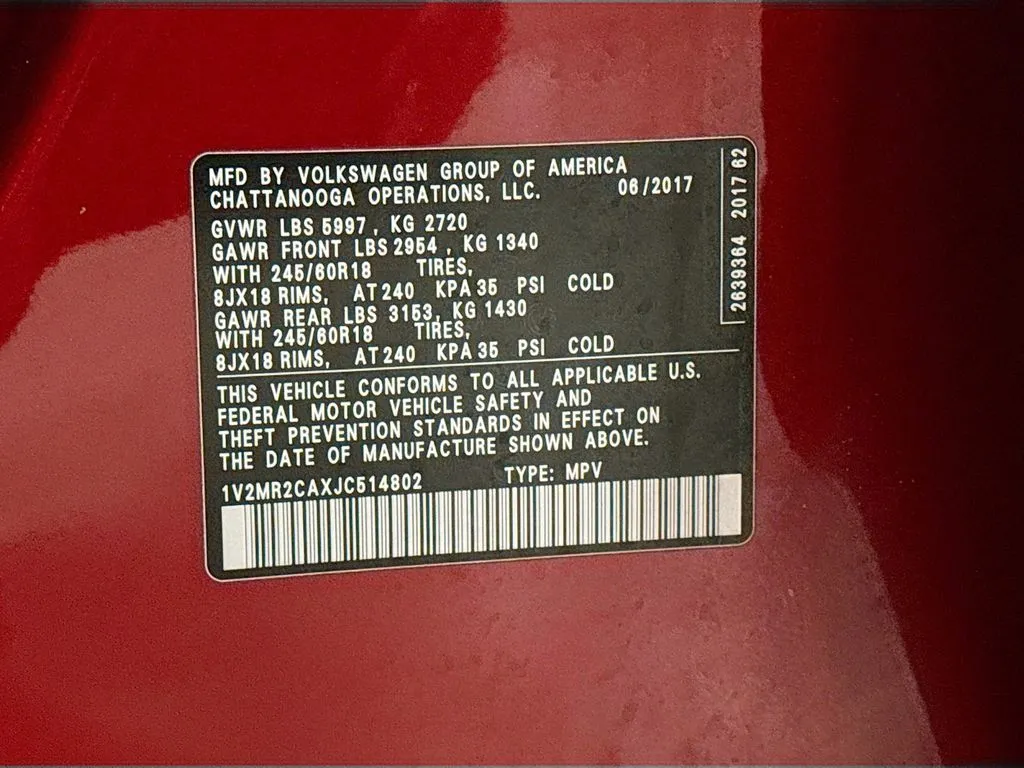 MFD BY VOLKSWAGEN GROUP OF AMERICA
CHATTANOOGA OPERATIONS, LLC. 06/2017
GVWR LBS 5997, KG 2720
GAWR FRONT LBS 2954, KG 1340
WITH 245/60R18 TIRES,
8JX18 RIMS, AT 240 KPA 35 PSI COLD
GAWR REAR LBS 3153, KG 1430
WITH 245/60R18 TIRES,
8JX18 RIMS, AT 240 KPA 35 PSI COLD
THIS VEHICLE CONFORMS TO ALL APPLICABLE U.S.
FEDERAL MOTOR VEHICLE SAFETY AND
THEFT PREVENTION STANDARDS IN EFFECT ON
THE DATE OF MANUFACTURE SHOWN ABOVE.
1V2MR2CAXJC514802 TYPE: MPV
2639364 2017 62